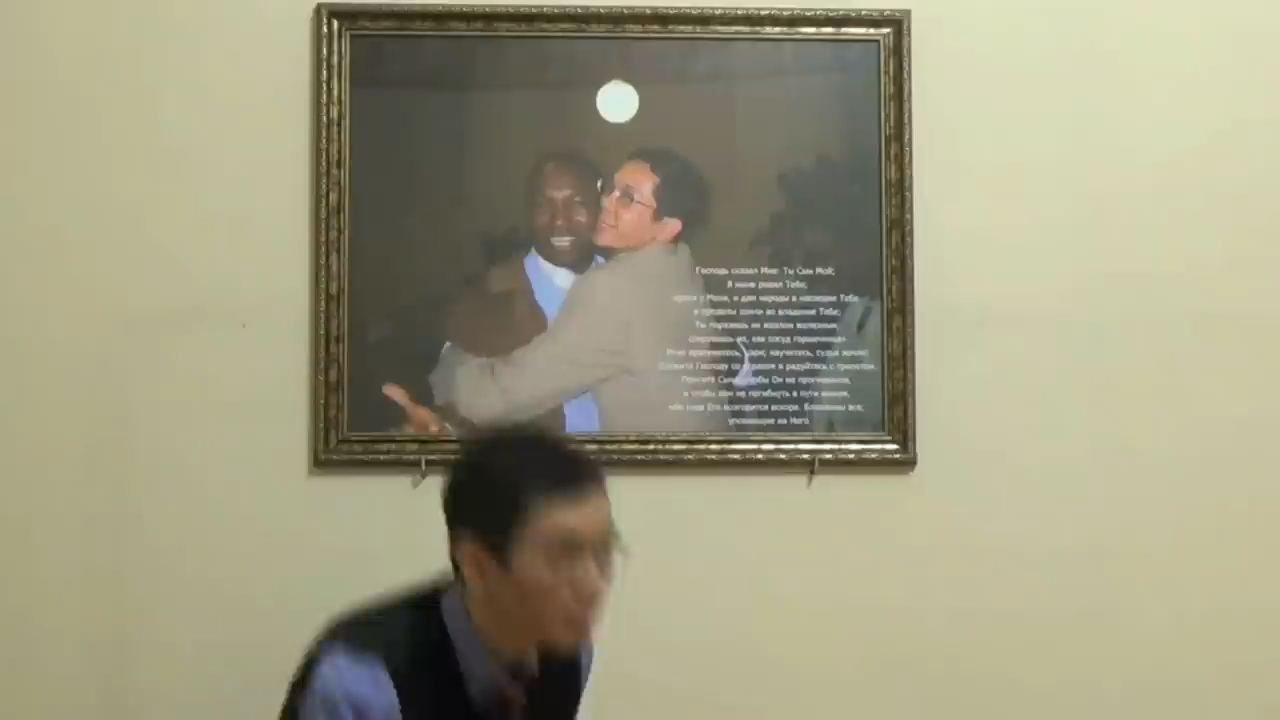 Господь сказал Мне: Ты Сын Мой;
Я ныне родил Тебя;
проси у Меня, и дам народы в наследие Тебе
и пределы земли во владение Тебе;
Ты поразишь их жезлом железным;
сокрушишь их, как сосуд горшечника»
Итак вразумитесь, цари; научитесь, судьи земли!
Служите Господу со страхом и радуйтесь с трепетом.
Почтите Сына, чтобы Он не прогневался,
и чтобы вам не погибнуть в пути вашем,
ибо гнев Его возгорится вскоре. Блаженны все,
уповающие на Него